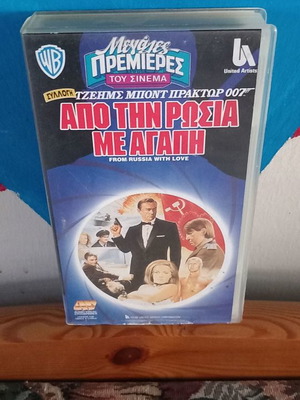 WB
Μεγάλες
ΠΡΕΜΙΕΡΕΣ
ΤΟΥ ΣΙΝΕΜΑ
United Artists
ΣΥΛΛΟΓΗ
ΤΖΕΗΜΣ ΜΠΟΝΤ ΠΡΑΚΤΩΡ 007
ΑΠΟ ΤΗΝ ΡΩΣΙΑ
ΜΕ ΑΓΑΠΗ
FROM RUSSIA WITH LOVE